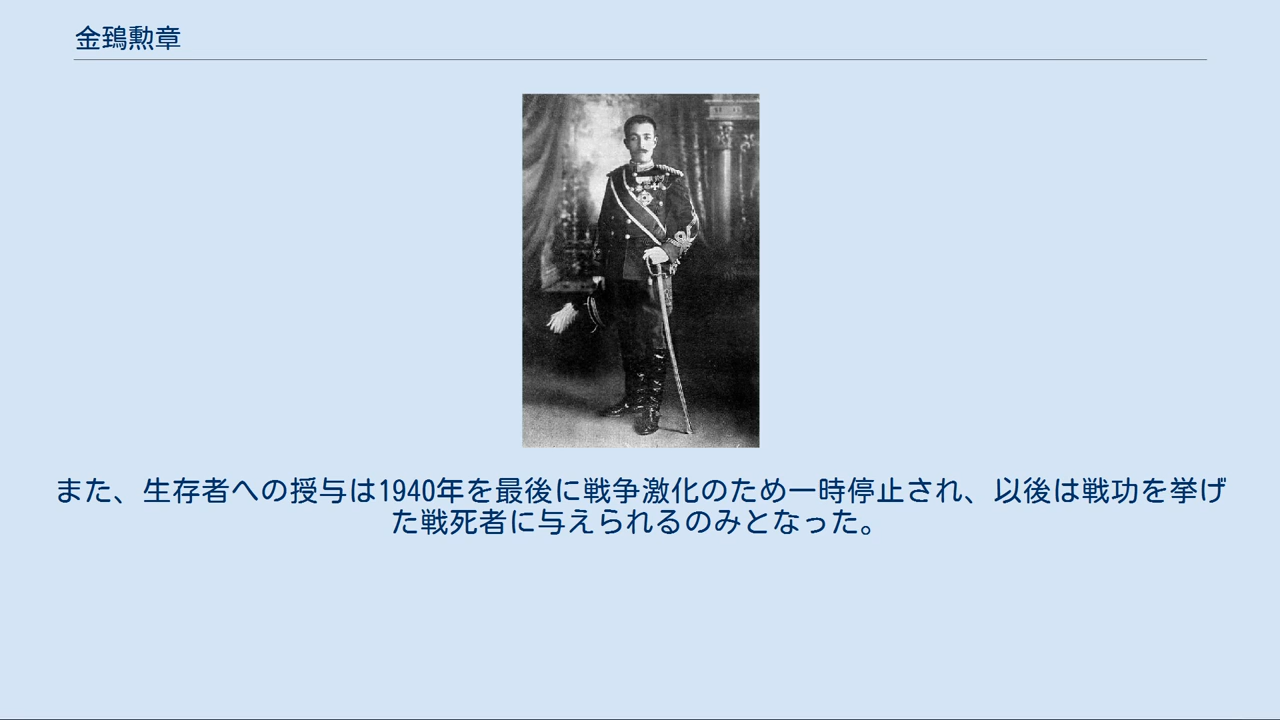 金鵄勲章
また、生存者への授与は1940年を最後に戦争激化のため一時停止され、以後は戦功を挙げ
た戦死者に与えられるのみとなった。